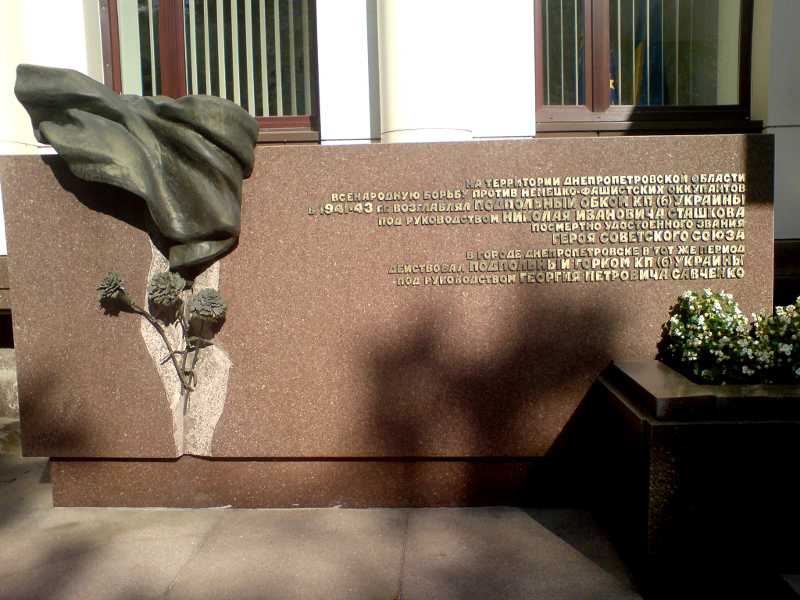 НА ТЕРРИТОРИИ ДНЕПРОПЕТРОВСКОЙ ОБЛАСТИ
ВСЕНАРОДНУЮ БОРЬБУ ПРОТИВ НЕМЕЦКО-ФАШИСТСКИХ ОККУПАНТОВ
В 1941-43 ГГ. ВОЗГЛАВЛЯЛ ПОДПОЛЬНЫЙ ОБКОМ КП(б) УКРАИНЫ
ПОД РУКОВОДСТВОМ НИКОЛАЯ ИВАНОВИЧА СТАШКОВА
ПОСМЕРТНО УДОСТОЕННОГО ЗВАНИЯ
ГЕРОЯ СОВЕТСКОГО СОЮЗА
В ГОРОДЕ ДНЕПРОПЕТРОВСКЕ В ТОТ ЖЕ ПЕРИОД
ДЕЙСТВОВАЛ ПОДПОЛЬНЫЙ ГОРКОМ КП(б) УКРАИНЫ
ПОД РУКОВОДСТВОМ ГЕОРГИЯ ПЕТРОВИЧА САВЧЕНКО